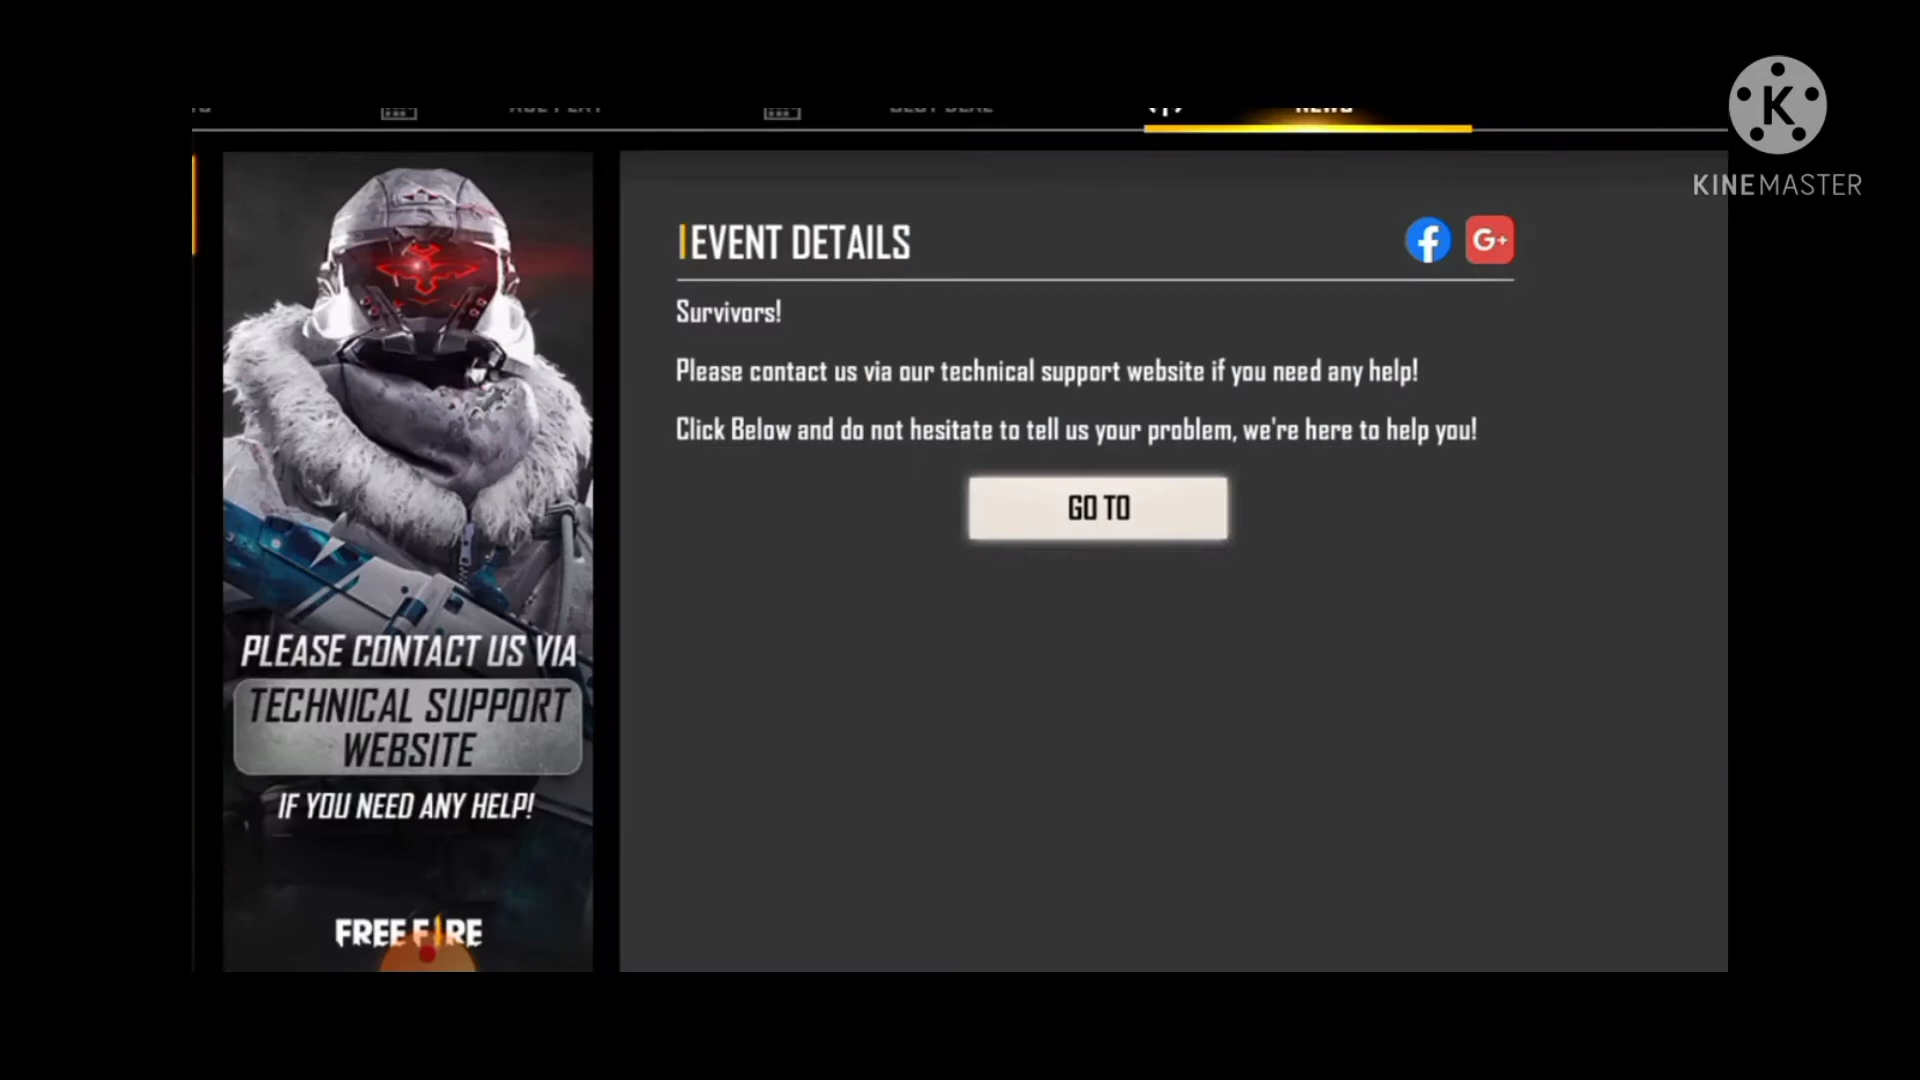 NEWS
KINEMASTER
EVENT DETAILS
G+
Survivors!
Please contact us via our technical support website if you need any help!
Click Below and do not hesitate to tell us your problem, we're here to help you!
GO TO
PLEASE CONTACT US VIA
TECHNICAL SUPPORT
WEBSITE
IF YOU NEED ANY HELP!
FREE FIRE